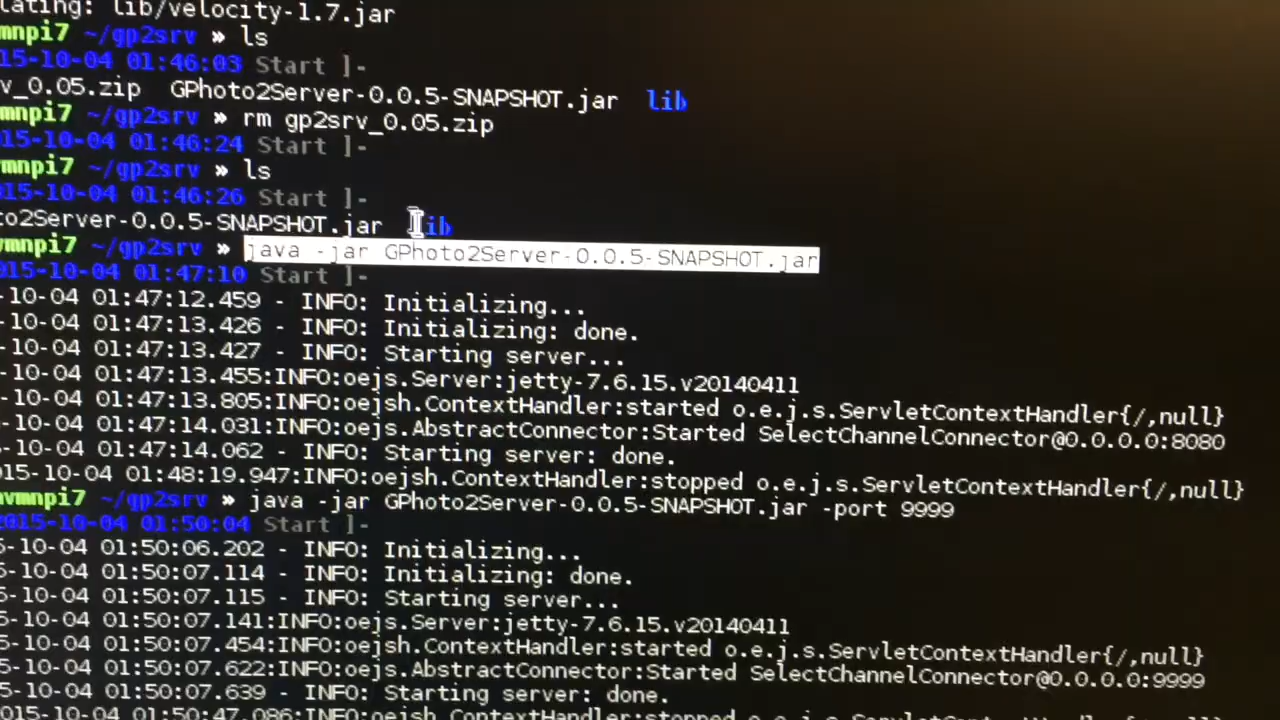 lating: lib/velocity-1.7.jar
mnpi7 ~/gp2srv » ls
15-10-04 01:46:03 Start ]-
v_0.05.zip GPhoto2Server-0.0.5-SNAPSHOT.jar lib
mnpi7 ~/gp2srv » rm gp2srv_0.05.zip
15-10-04 01:46:24 Start ]-
mnpi7 ~/gp2srv » ls
15-10-04 01:46:26 Start ]-
to2Server-0.0.5-SNAPSHOT.jar lib
vmnpi7 ~/gp2srv » java -jar GPhoto2Server-0.0.5-SNAPSHOT.jar
015-10-04 01:47:10 Start ]-
-10-04 01:47:12.459 - INFO: Initializing...
-10-04 01:47:13.426 - INFO: Initializing: done.
-10-04 01:47:13.427 - INFO: Starting server...
-10-04 01:47:13.455:INFO:oejs.Server:jetty-7.6.15.v20140411
-10-04 01:47:13.805:INFO:oejsh.ContextHandler:started o.e.j.s.ServletContextHandler{/,null}
-10-04 01:47:14.031:INFO:oejs.AbstractConnector:Started SelectChannelConnector@0.0.0.0:8080
-10-04 01:47:14.062 - INFO: Starting server: done.
015-10-04 01:48:19.947:INFO:oejsh.ContextHandler:stopped o.e.j.s.ServletContextHandler{/,null}
avmnpi7 ~/gp2srv » java -jar GPhoto2Server-0.0.5-SNAPSHOT.jar -port 9999
2015-10-04 01:50:04 Start ]-
5-10-04 01:50:06.202 - INFO: Initializing...
5-10-04 01:50:07.114 - INFO: Initializing: done.
5-10-04 01:50:07.115 - INFO: Starting server...
5-10-04 01:50:07.141:INFO:oejs.Server:jetty-7.6.15.v20140411
5-10-04 01:50:07.454:INFO:oejsh.ContextHandler:started o.e.j.s.ServletContextHandler{/,null}
5-10-04 01:50:07.622:INFO:oejs.AbstractConnector:Started SelectChannelConnector@0.0.0.0:9999
5-10-04 01:50:07.639 - INFO: Starting server: done.
015-10-04 01:50:47.086:INFO:oejsh.ContextHandler:stopped o.e.j.s.ServletContextHandler{/,null}